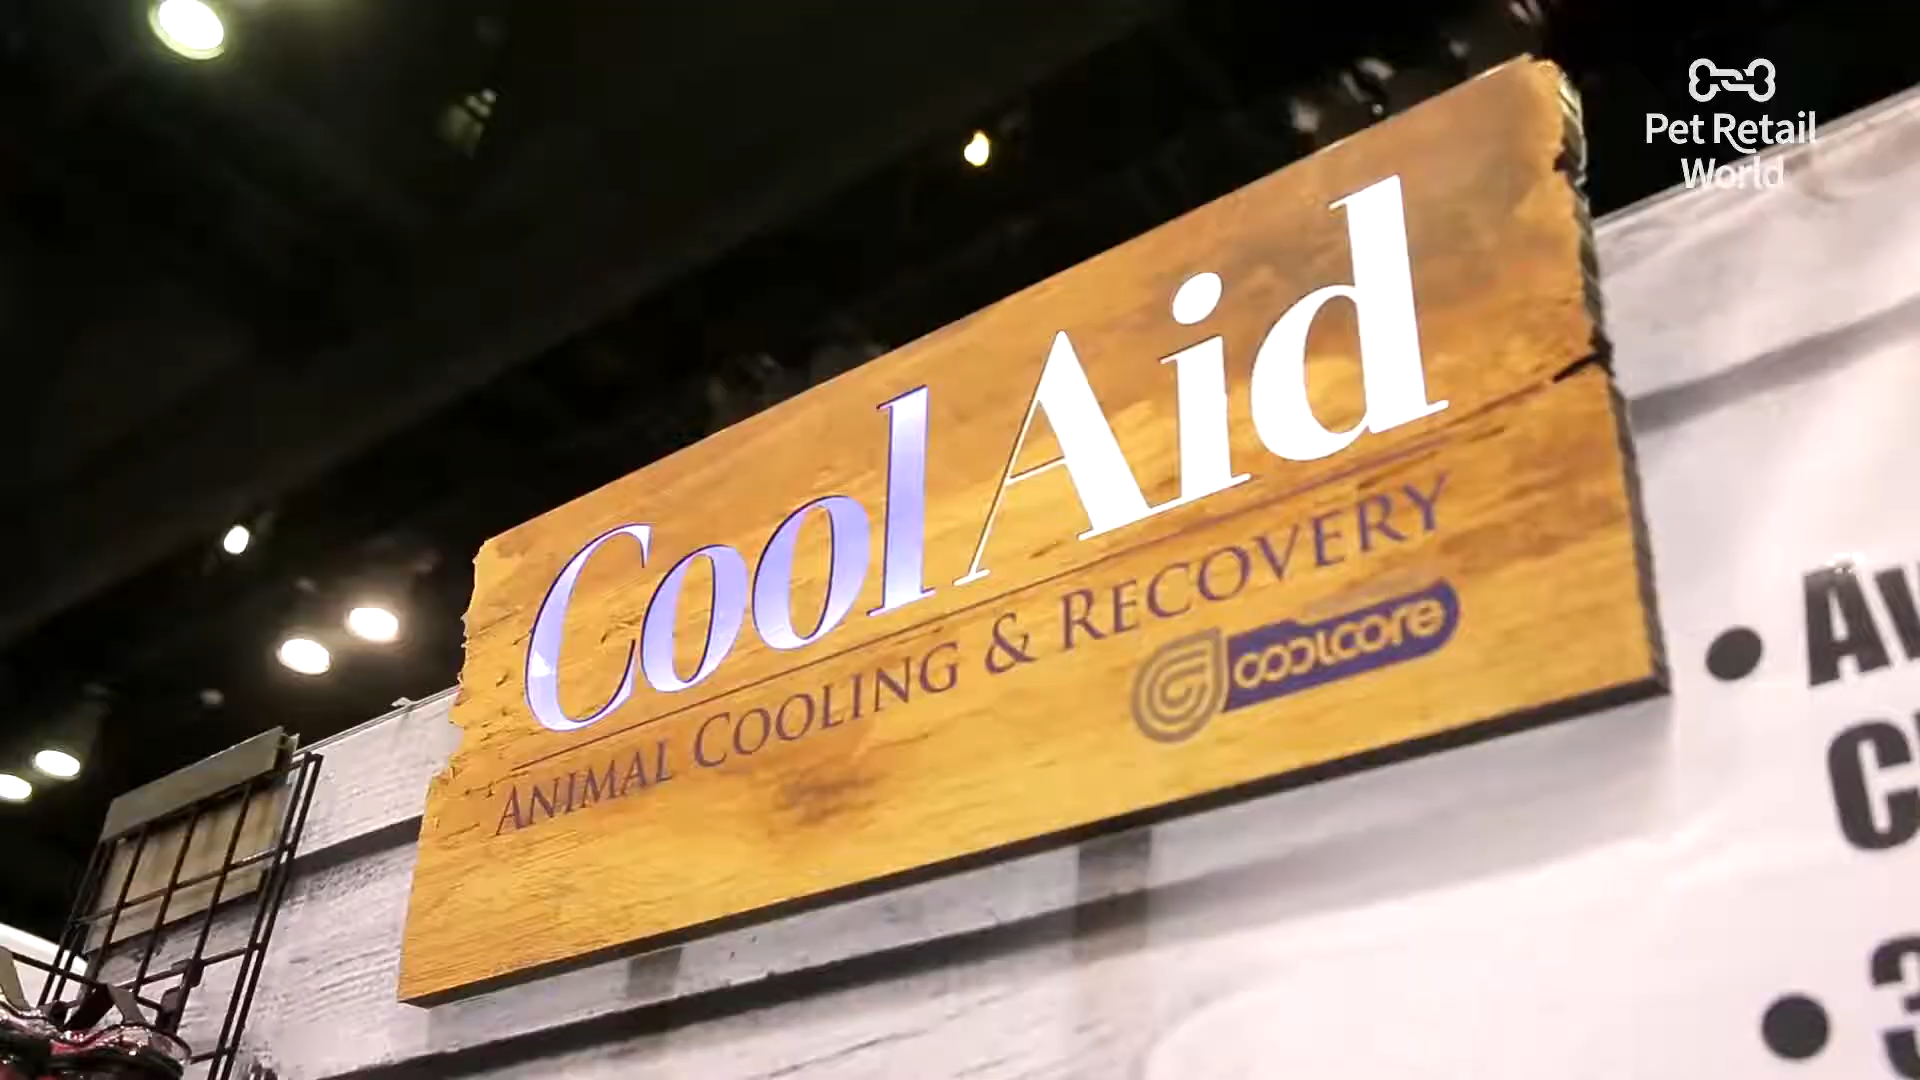 Pet Retail
World
Cool Aid
ANIMAL COOLING & RECOVERY
coolcore